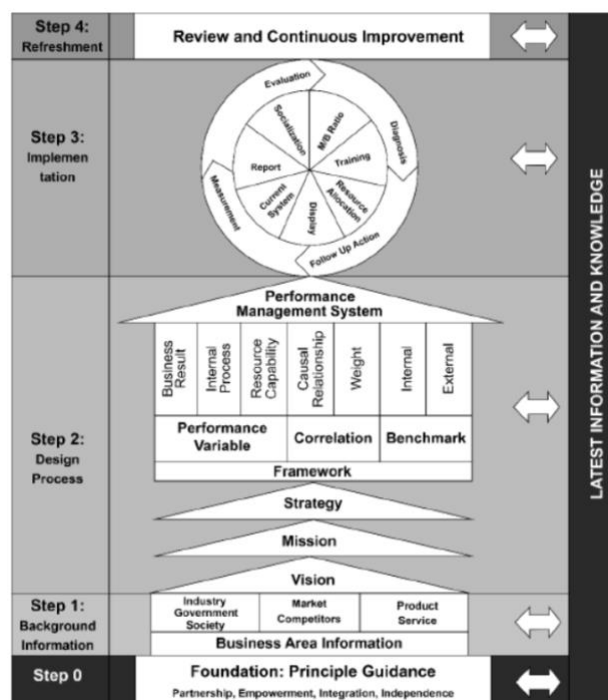 Step 4:
Refreshment
Review and Continuous Improvement
Step 3:
Implemen
tation
Evaluation
Diagnosis
Follow Up Action
Measurement
Socialization
M/B Ratio
Training
Resource
Allocation
Display
Current
System
Report
Step 2:
Design
Process
Performance
Management System
Business
Result
Internal
Process
Resource
Capability
Causal
Relationship
Weight
Internal
External
Performance
Variable
Correlation
Benchmark
Framework
Strategy
Mission
Vision
Step 1:
Background
Information
Industry
Government
Society
Market
Competitors
Product
Service
Business Area Information
Step 0
Foundation: Principle Guidance
Partnership, Empowerment, Integration, Independence
LATEST INFORMATION AND KNOWLEDGE